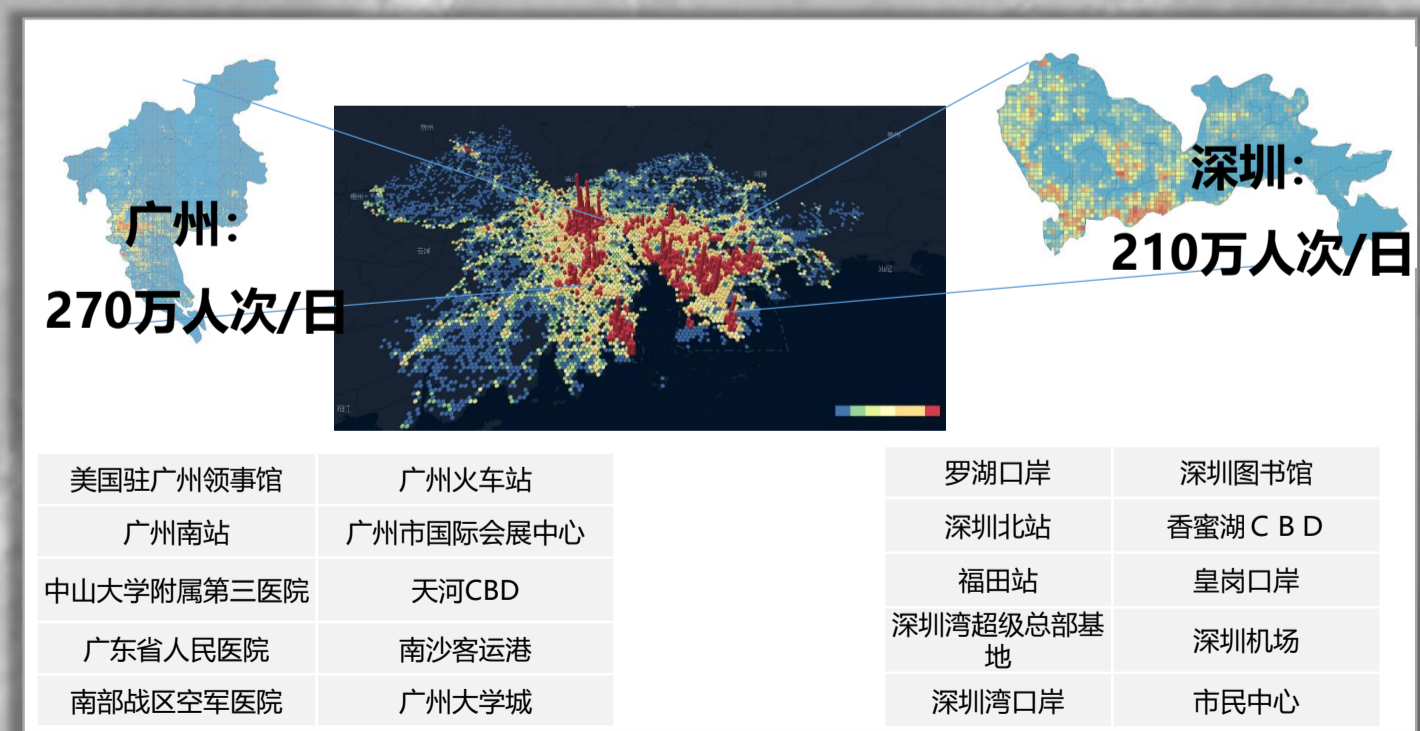 广州：
270万人次/日
深圳：
210万人次/日
美国驻广州领事馆
广州火车站
广州南站
广州市国际会展中心
中山大学附属第三医院
天河CBD
广东省人民医院
南沙客运港
南部战区空军医院
广州大学城
罗湖口岸
深圳图书馆
深圳北站
香蜜湖ＣＢＤ
福田站
皇岗口岸
深圳湾超级总部基
地
深圳机场
深圳湾口岸
市民中心